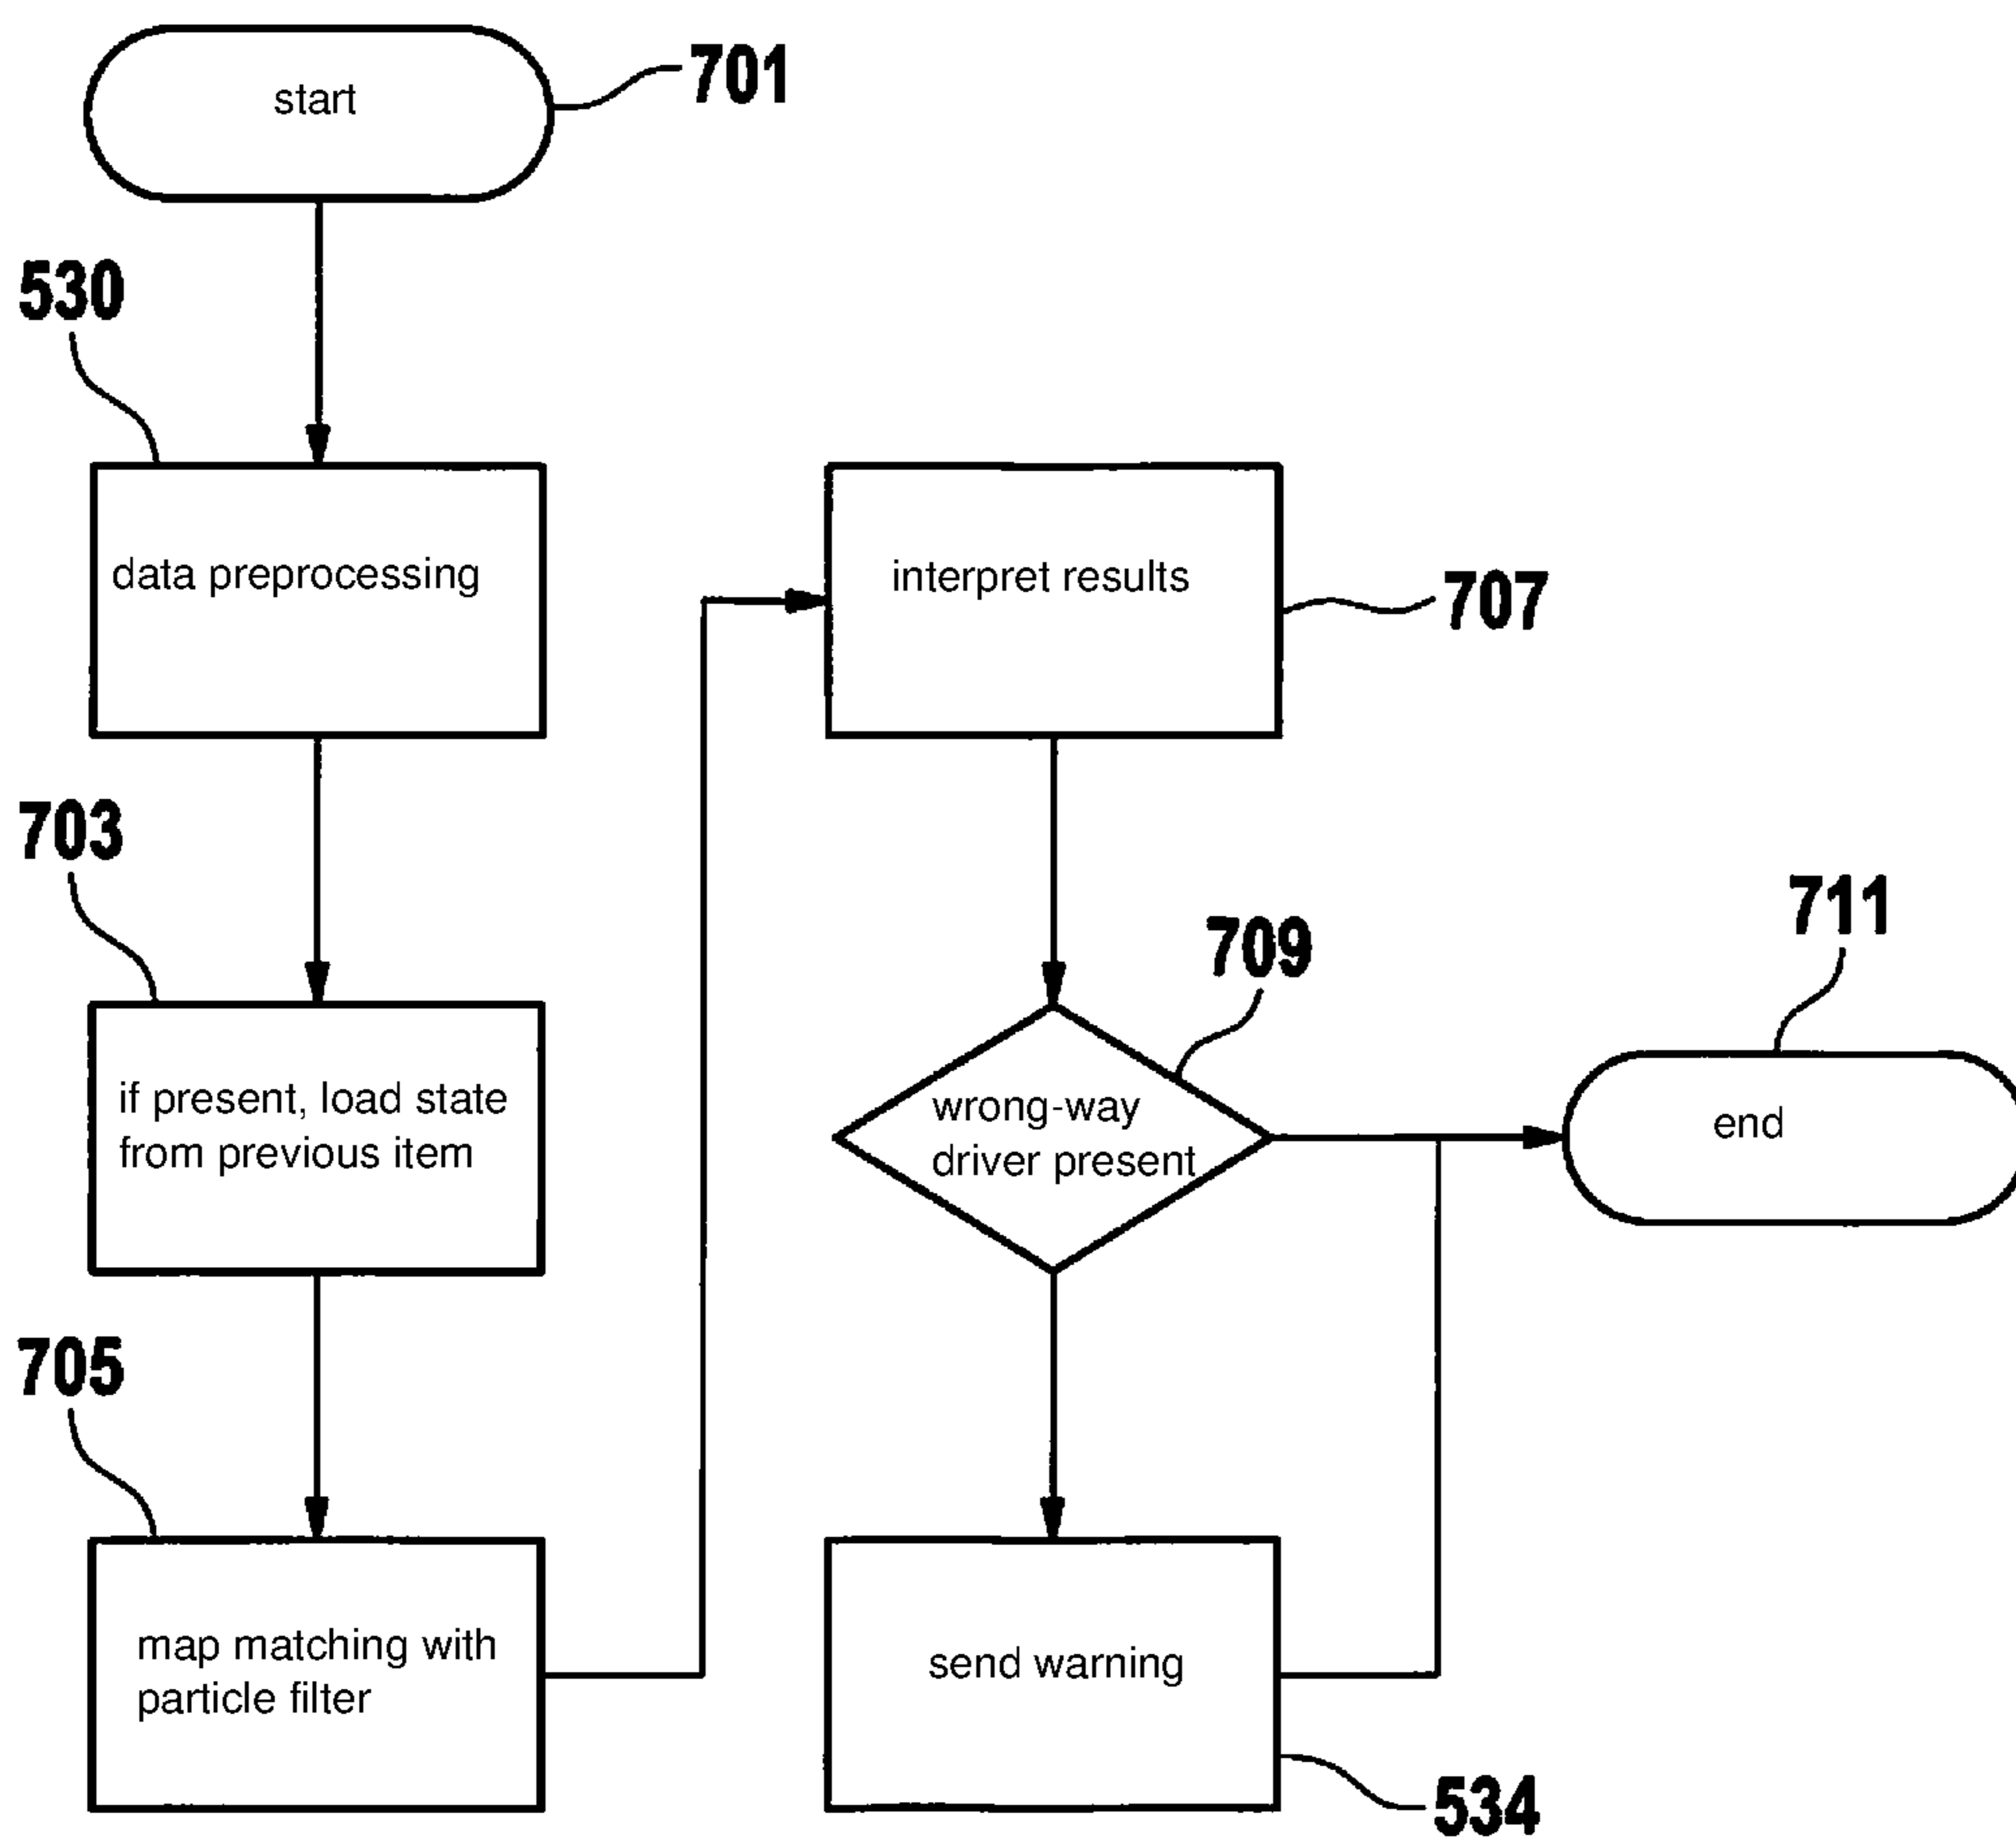 start
701
530
data preprocessing
703
if present, load state
from previous item
705
map matching with
particle filter
interpret results
707
709
wrong-way
driver present
711
end
send warning
534